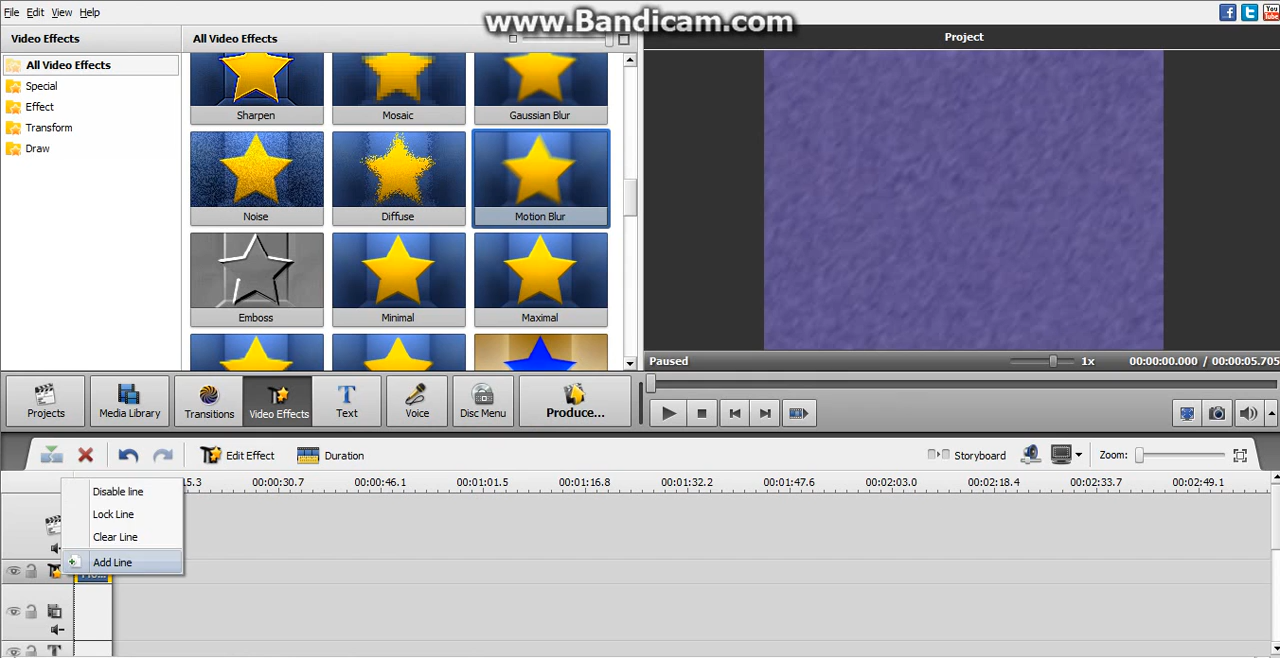 www.Bandicam.com
File Edit View Help
Video Effects
All Video Effects
Project
All Video Effects
Special
Effect
Transform
Draw
Sharpen Mosaic Gaussian Blur
Noise Diffuse Motion Blur
Emboss Minimal Maximal
Paused 1x 00:00:00.000 / 00:00:05.705
Projects Media Library Transitions Video Effects Text Voice Disc Menu Produce...
Edit Effect Duration Storyboard Zoom:
15.3 00:00:30.7 00:00:46.1 00:01:01.5 00:01:16.8 00:01:32.2 00:01:47.6 00:02:03.0 00:02:18.4 00:02:33.7 00:02:49.1
Disable line
Lock Line
Clear Line
Add Line